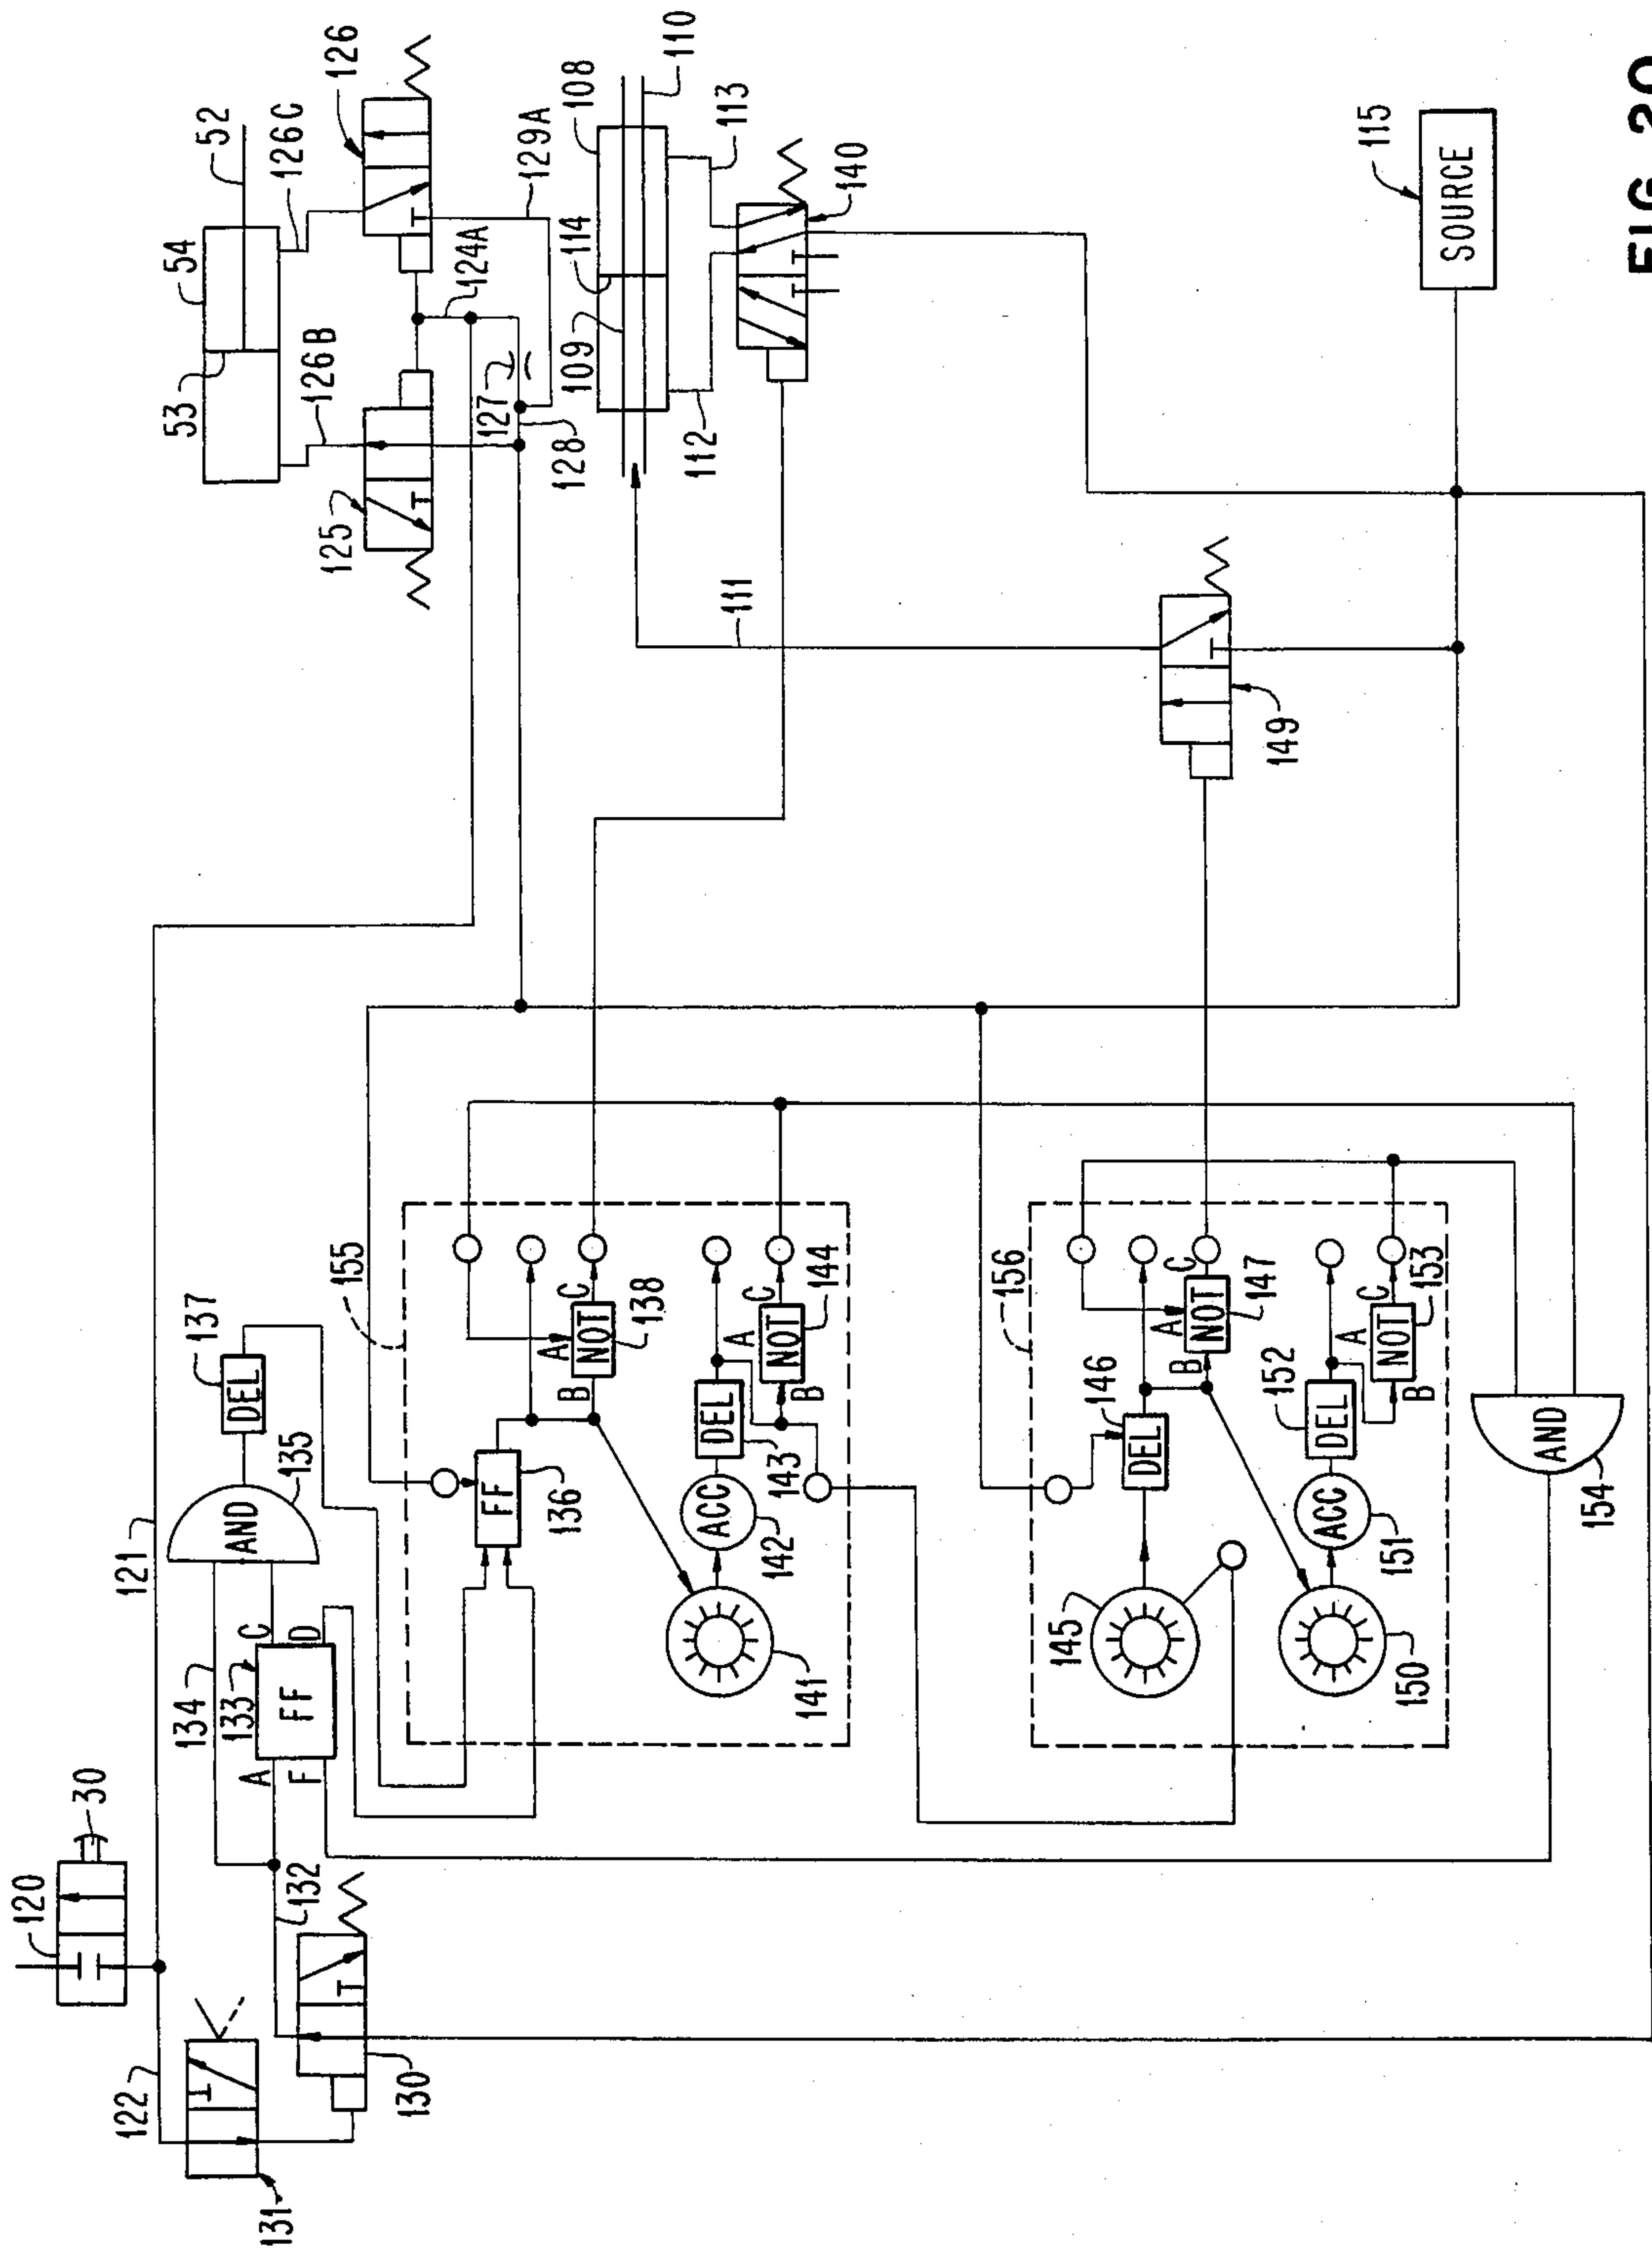 120
30
122
131
130
132
121
134
133
A
F
FF
C
D
AND
135
DEL
137
53
54
52
126B
126C
125
126
124A
127
128
129A
109
114
108
110
112
113
140
155
FF
136
A
B
NOT
C
138
141
ACC
142
DEL
143
A
B
NOT
C
144
111
149
156
145
DEL
146
A
B
NOT
C
147
150
ACC
151
DEL
152
A
B
NOT
C
153
AND
154
SOURCE
115
FIG 20